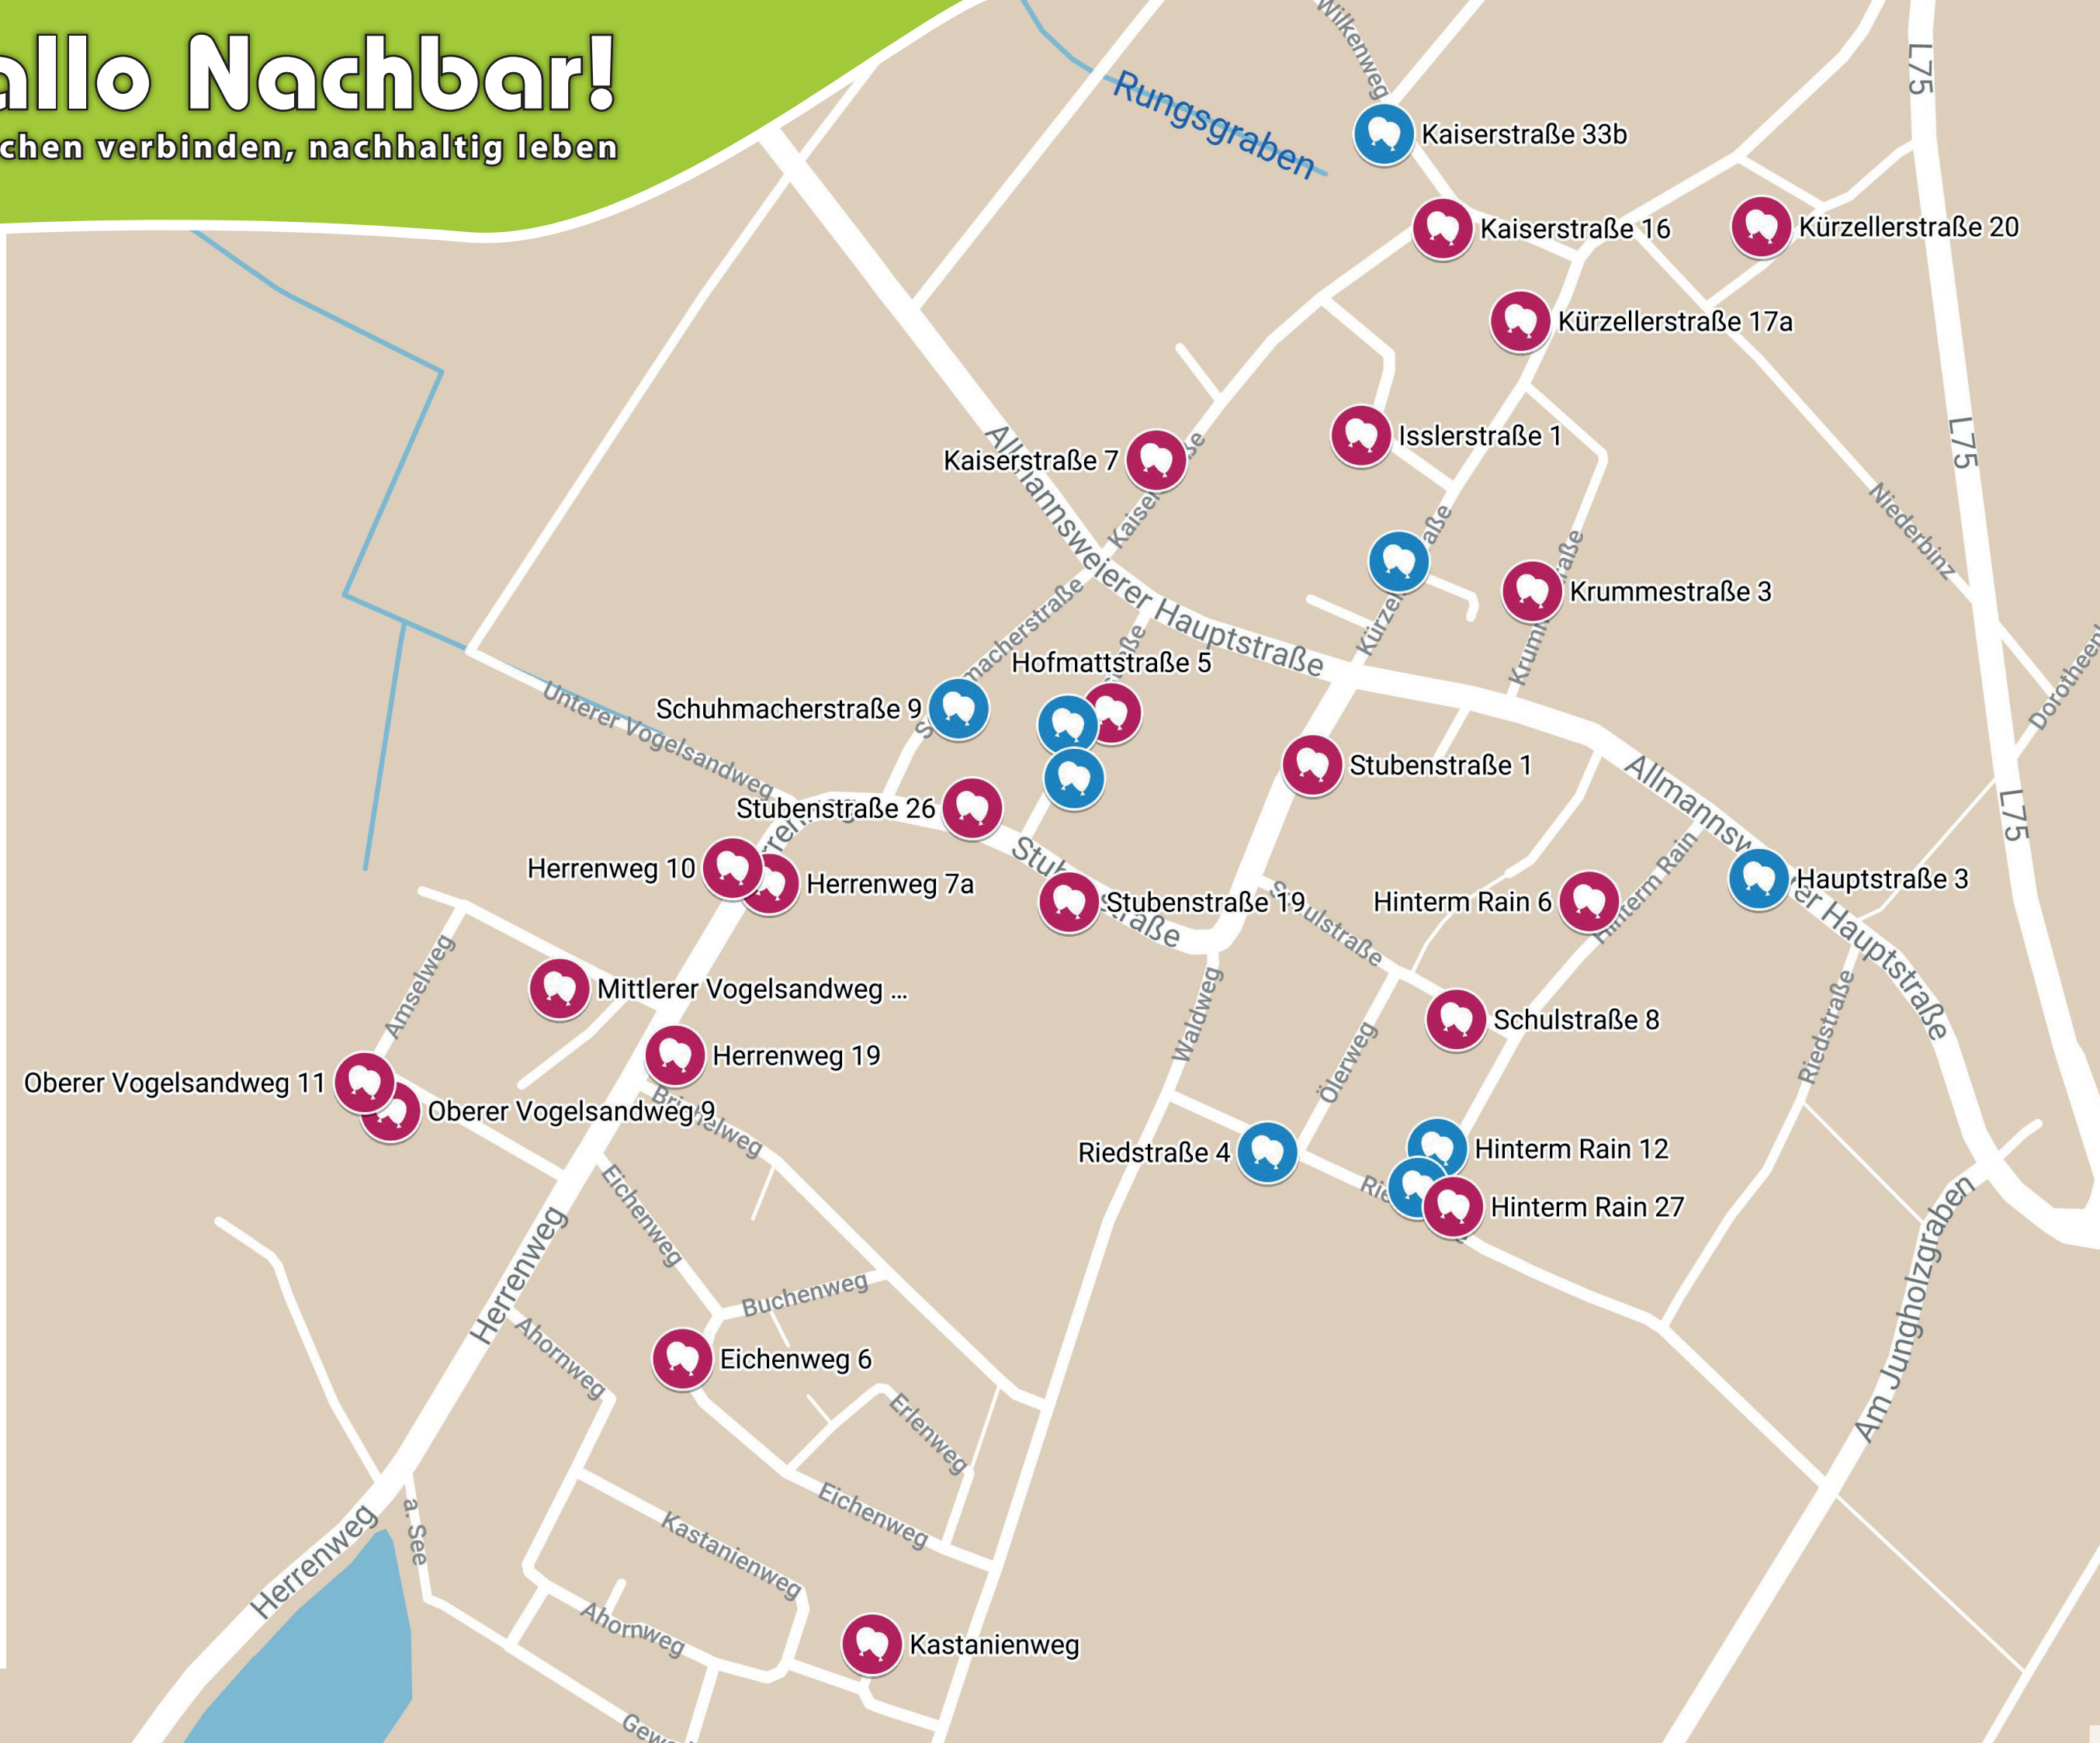 allo Nachbar!
chen verbinden, nachhaltig leben
Wilkenweg
L75
Rungsgraben
Kaiserstraße 33b
Kaiserstraße 16
Kürzellerstraße 20
Kürzellerstraße 17a
Isslerstraße 1
Kaiserstraße 7
L75
Niederbinz
Krummestraße 3
Hofmattstraße 5
Allmannsweierer Hauptstraße
Schuhmacherstraße 9
Unterer Vogelsandweg
Stubenstraße 1
Stubenstraße 26
L75
Herrenweg 10
Herrenweg 7a
Stubenstraße 19
Schulstraße
Hinterm Rain 6
Hinterm Rain
Hauptstraße 3
Hauptstraße
Amselweg
Mittlerer Vogelsandweg ...
Waldweg
Schulstraße 8
Riedstraße
Herrenweg 19
Ölerweg
Oberer Vogelsandweg 11
Oberer Vogelsandweg 9
Riedstraße 4
Hinterm Rain 12
Hinterm Rain 27
Eichenweg
Herrenweg
Buchenweg
Am Jungholzgraben
Ahornweg
Eichenweg 6
Erlenweg
Eichenweg
Herrenweg
a. See
Kastanienweg
Ahornweg
Kastanienweg